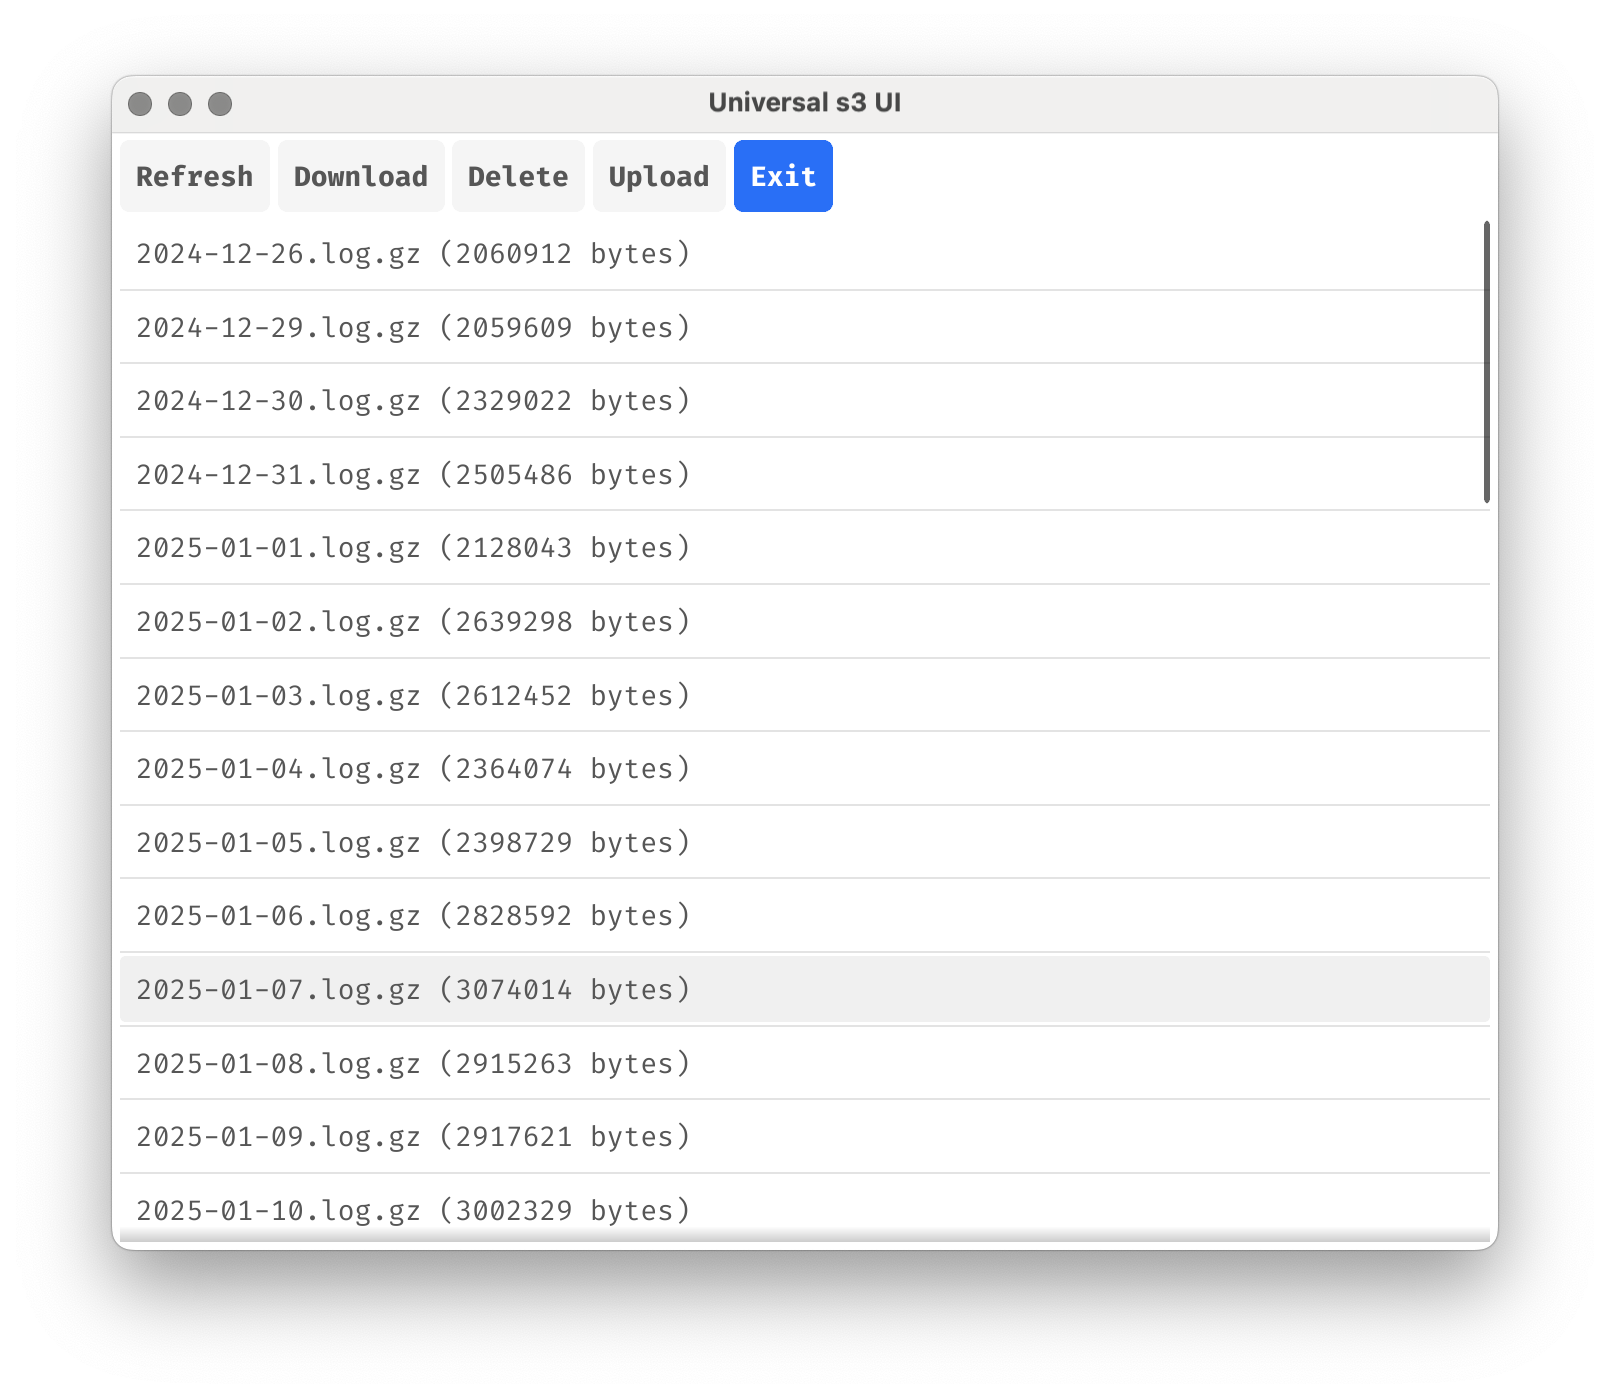 Universal s3 UI
Refresh Download Delete Upload Exit
2024-12-26.log.gz (2060912 bytes)
2024-12-29.log.gz (2059609 bytes)
2024-12-30.log.gz (2329022 bytes)
2024-12-31.log.gz (2505486 bytes)
2025-01-01.log.gz (2128043 bytes)
2025-01-02.log.gz (2639298 bytes)
2025-01-03.log.gz (2612452 bytes)
2025-01-04.log.gz (2364074 bytes)
2025-01-05.log.gz (2398729 bytes)
2025-01-06.log.gz (2828592 bytes)
2025-01-07.log.gz (3074014 bytes)
2025-01-08.log.gz (2915263 bytes)
2025-01-09.log.gz (2917621 bytes)
2025-01-10.log.gz (3002329 bytes)